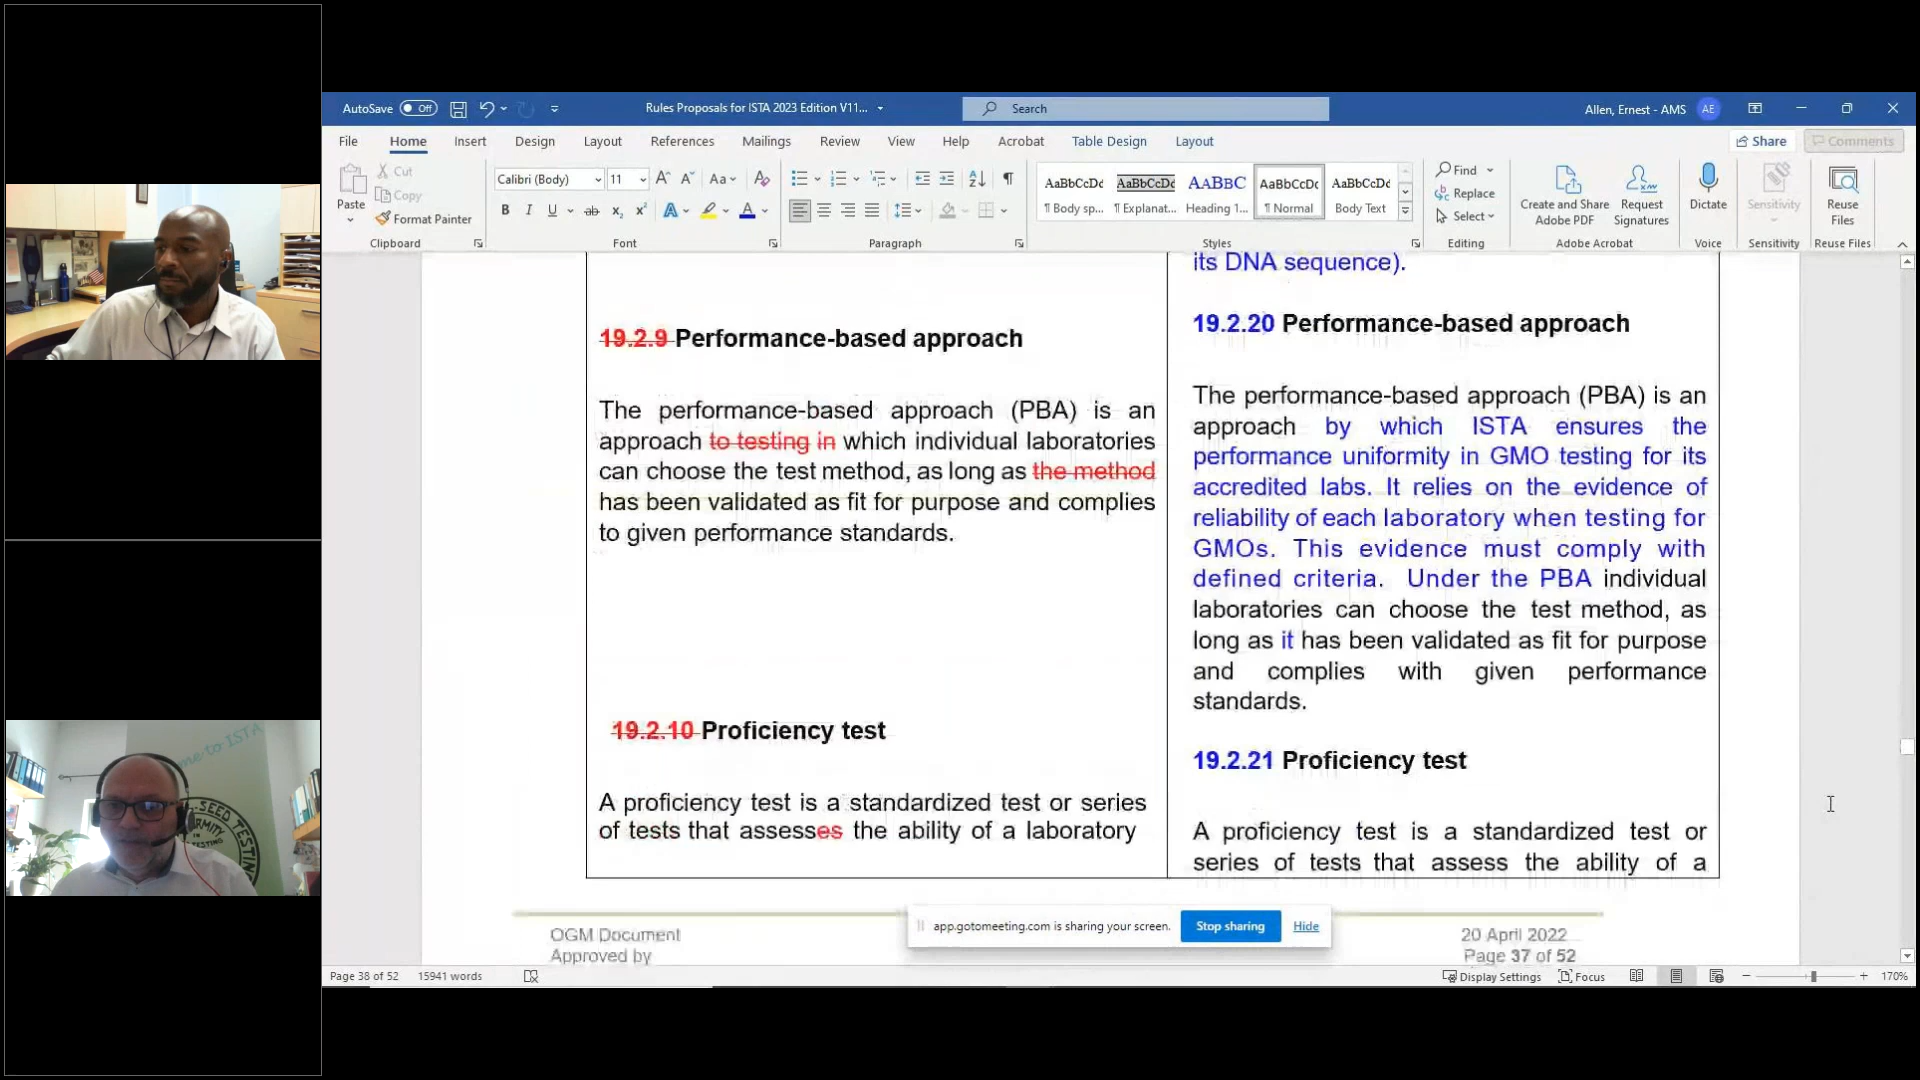 AutoSave Off Rules Proposals for ISTA 2023 Edition V11... Search Allen, Ernest - AMS AE
File Home Insert Design Layout References Mailings Review View Help Acrobat Table Design Layout Share Comments
Paste Cut Copy Format Painter
Clipboard
Calibri (Body) 11
Font
Paragraph
AaBbCcDc AaBbCcDc AaBbC AaBbCcDc AaBbCcDc
¶ Body sp... ¶ Explanat... Heading 1... ¶ Normal Body Text
Styles
Find
Replace
Select
Editing
Create and Share Adobe PDF
Request Signatures
Adobe Acrobat
Dictate
Voice
Sensitivity
Sensitivity
Reuse Files
Reuse Files
19.2.9 Performance-based approach
The performance-based approach (PBA) is an
approach to testing in which individual laboratories
can choose the test method, as long as the method
has been validated as fit for purpose and complies
to given performance standards.
19.2.10 Proficiency test
A proficiency test is a standardized test or series
of tests that assesses the ability of a laboratory
its DNA sequence).
19.2.20 Performance-based approach
The performance-based approach (PBA) is an
approach by which ISTA ensures the
performance uniformity in GMO testing for its
accredited labs. It relies on the evidence of
reliability of each laboratory when testing for
GMOs. This evidence must comply with
defined criteria. Under the PBA individual
laboratories can choose the test method, as
long as it has been validated as fit for purpose
and complies with given performance
standards.
19.2.21 Proficiency test
A proficiency test is a standardized test or
series of tests that assess the ability of a
OGM Document
Approved by
app.gotomeeting.com is sharing your screen. Stop sharing Hide
20 April 2022
Page 37 of 52
Page 38 of 52 15941 words Display Settings Focus 170%